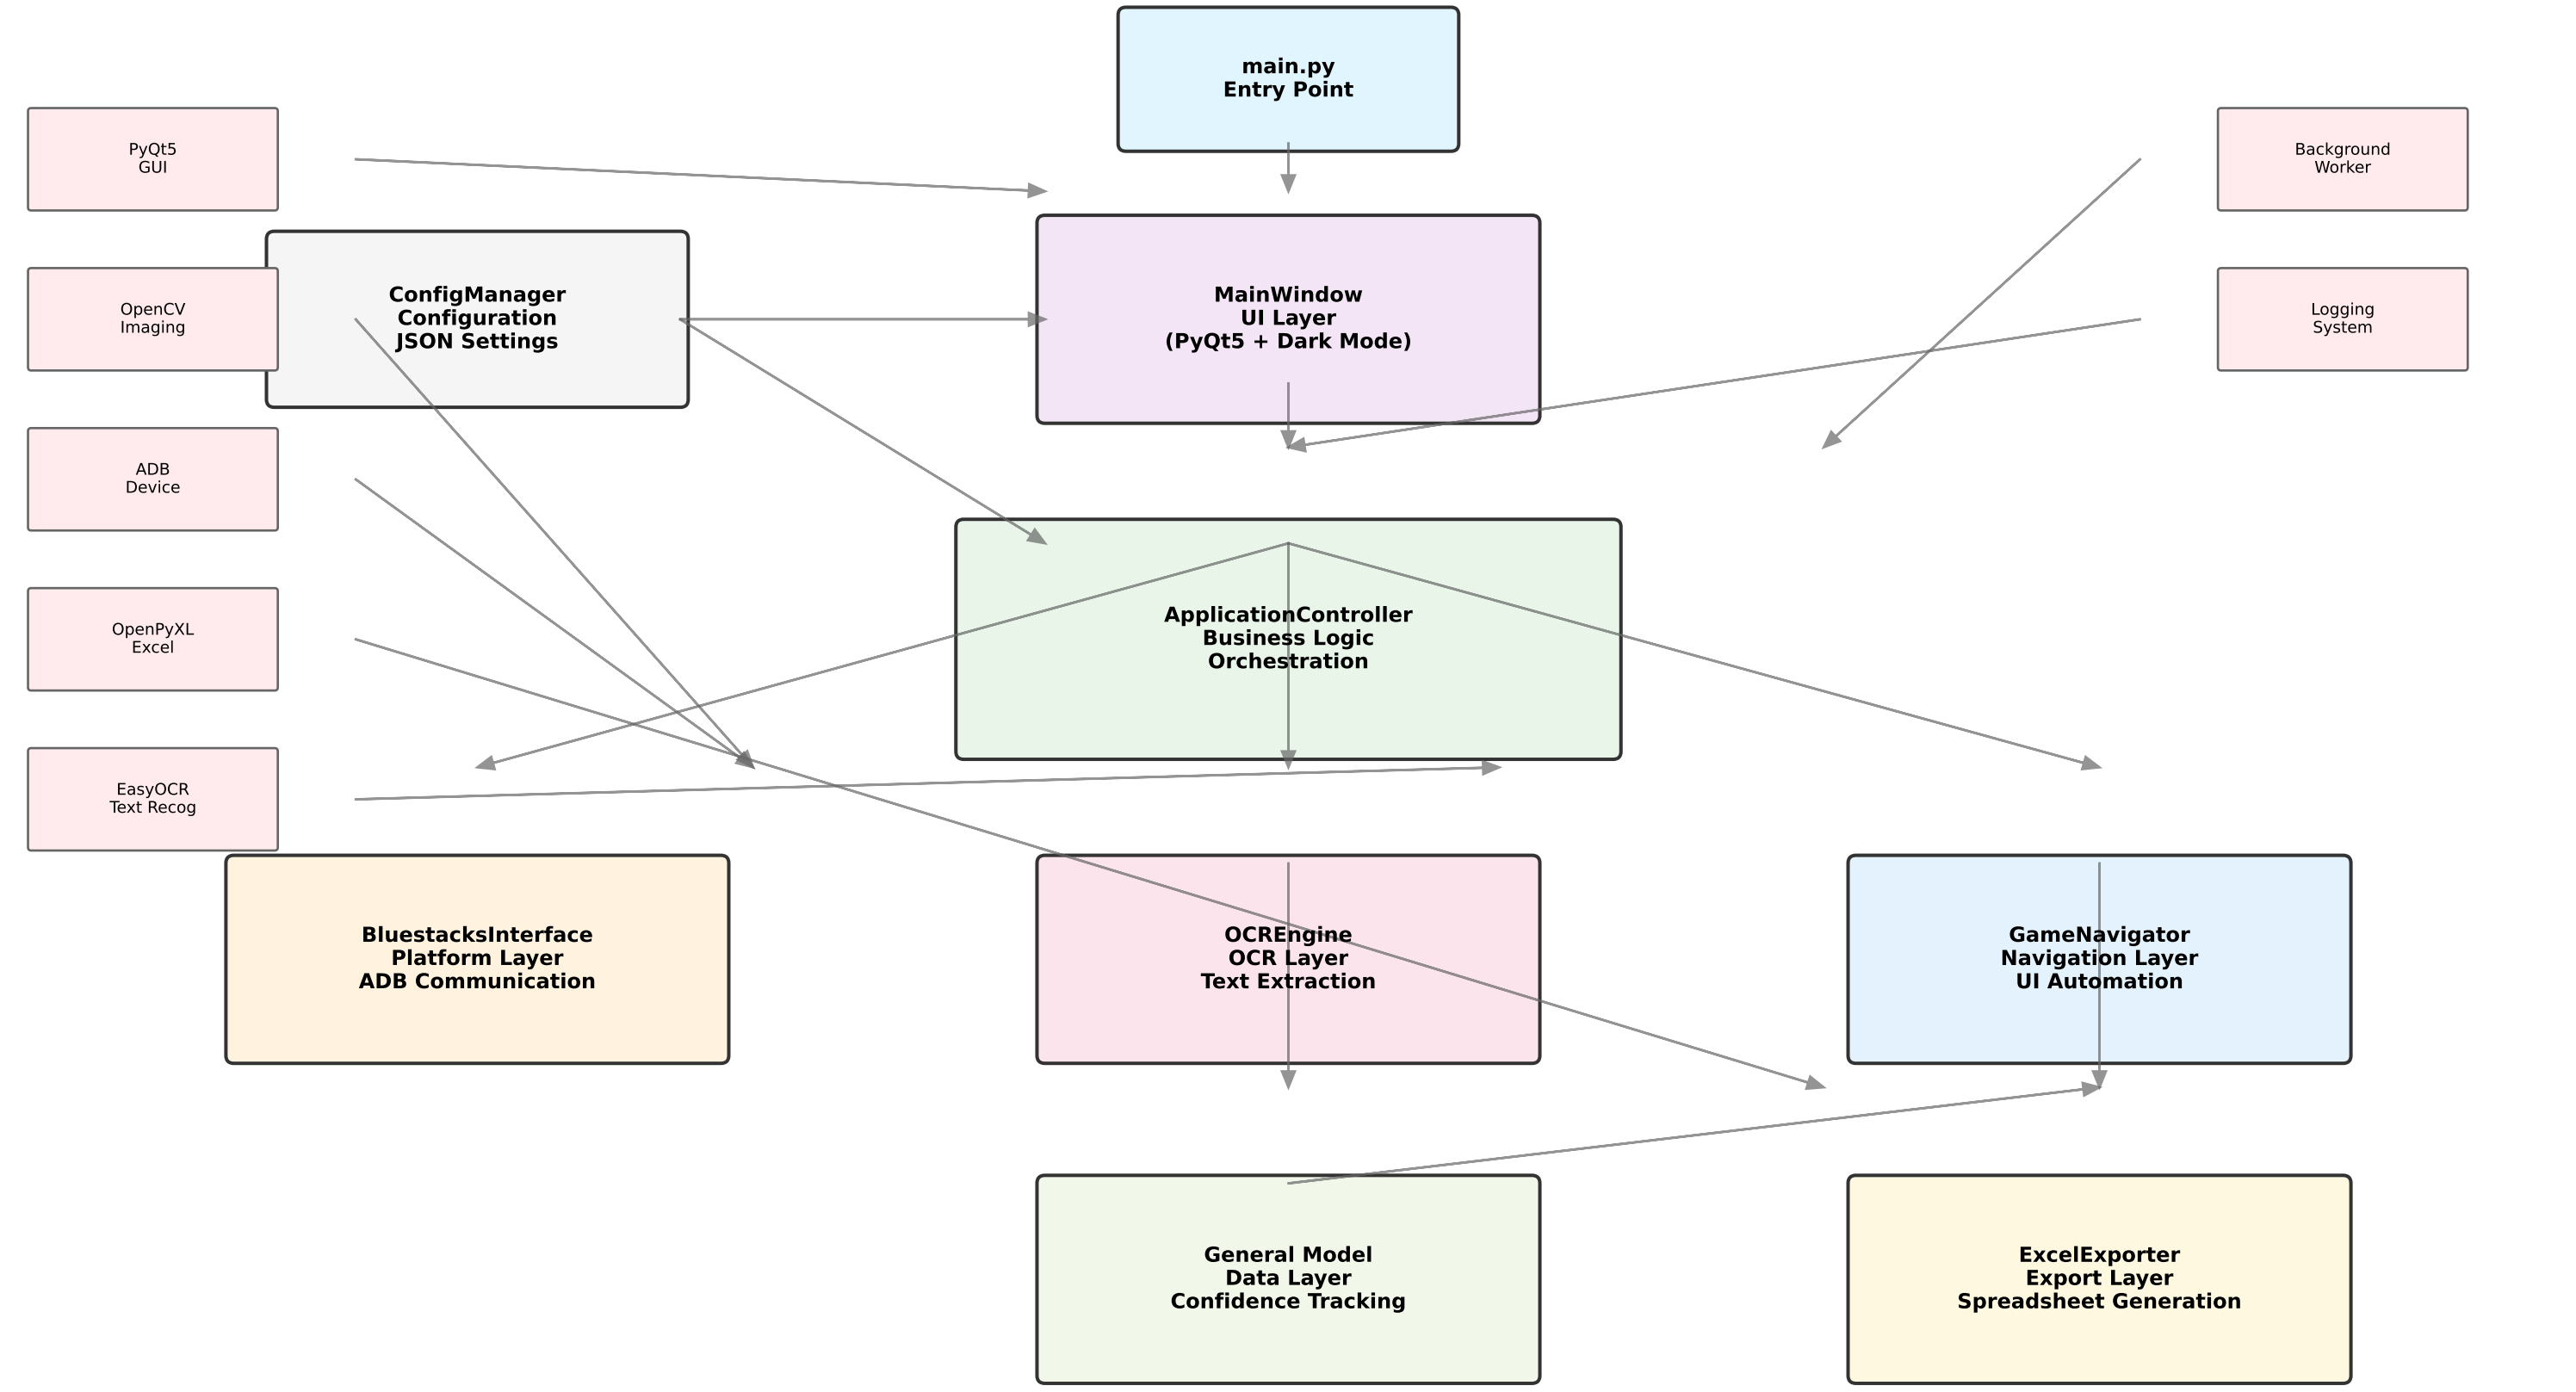 main.py
Entry Point
PyQt5
GUI
Background
Worker
OpenCV
Imaging
ConfigManager
Configuration
JSON Settings
MainWindow
UI Layer
(PyQt5 + Dark Mode)
Logging
System
ADB
Device
OpenPyXL
Excel
ApplicationController
Business Logic
Orchestration
EasyOCR
Text Recog
BluestacksInterface
Platform Layer
ADB Communication
OCREngine
OCR Layer
Text Extraction
GameNavigator
Navigation Layer
UI Automation
General Model
Data Layer
Confidence Tracking
ExcelExporter
Export Layer
Spreadsheet Generation